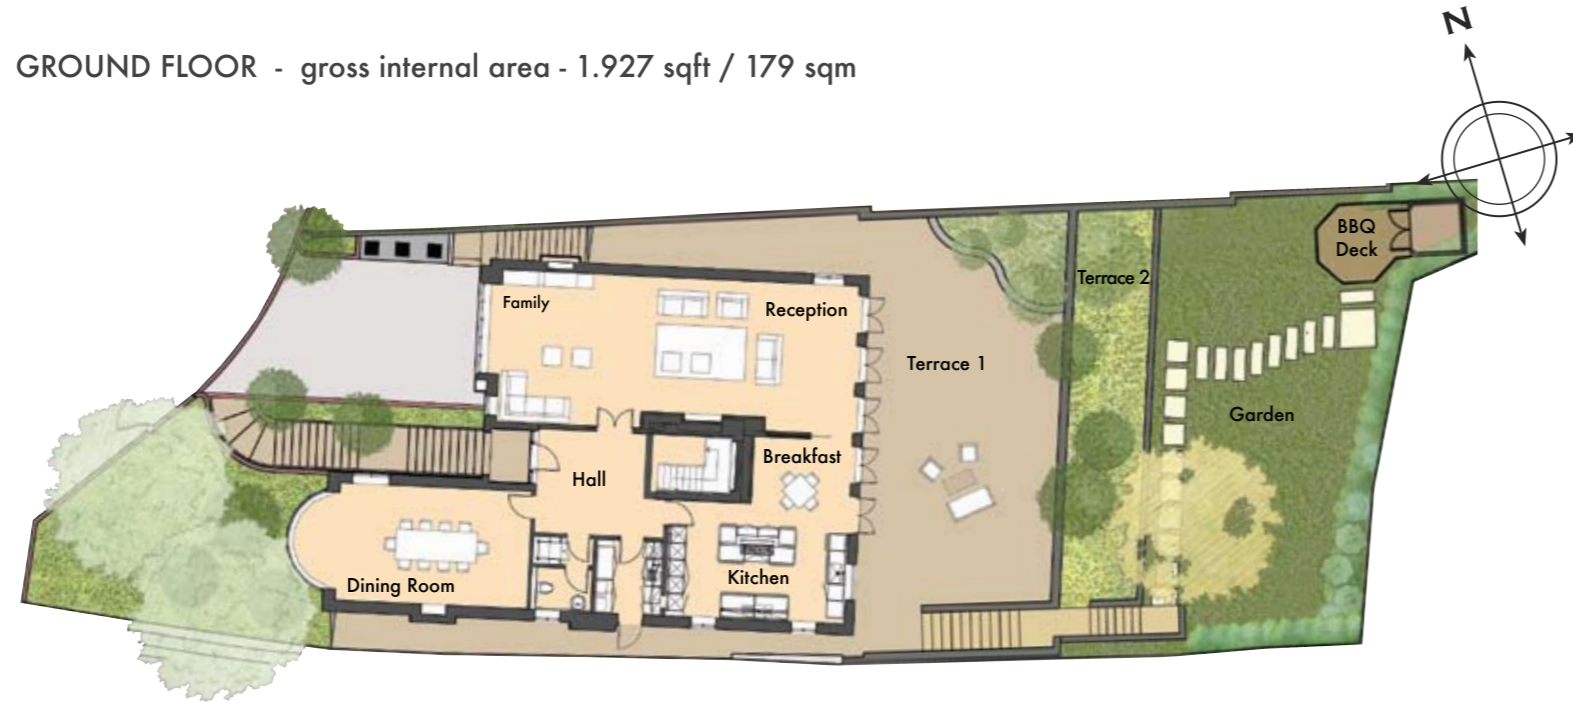 N
GROUND FLOOR - gross internal area - 1.927 sqft / 179 sqm
BBQ
Deck
Terrace 2
Family
Reception
Terrace 1
Garden
Breakfast
Hall
Kitchen
Dining Room